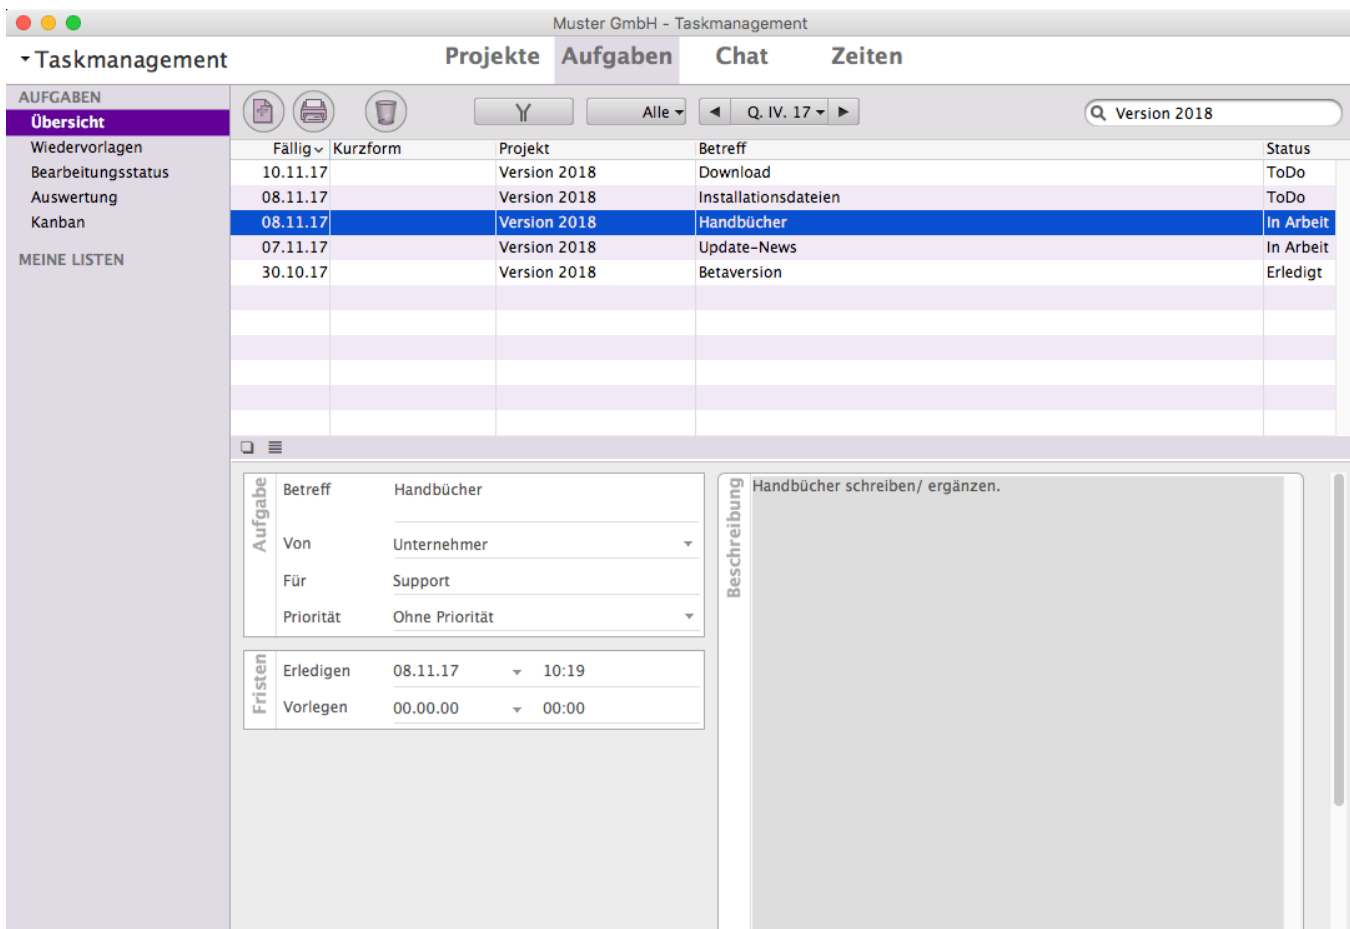 Muster GmbH - Taskmanagement
Taskmanagement Projekte Aufgaben Chat Zeiten
AUFGABEN
Übersicht
Wiedervorlagen
Bearbeitungsstatus
Auswertung
Kanban
MEINE LISTEN
Alle Q. IV. 17 Version 2018
Fällig Kurzform Projekt Betreff Status
10.11.17 Version 2018 Download ToDo
08.11.17 Version 2018 Installationsdateien ToDo
08.11.17 Version 2018 Handbücher In Arbeit
07.11.17 Version 2018 Update-News In Arbeit
30.10.17 Version 2018 Betaversion Erledigt
Aufgabe
Betreff Handbücher
Von Unternehmer
Für Support
Priorität Ohne Priorität
Fristen
Erledigen 08.11.17 10:19
Vorlegen 00.00.00 00:00
Beschreibung
Handbücher schreiben/ ergänzen.